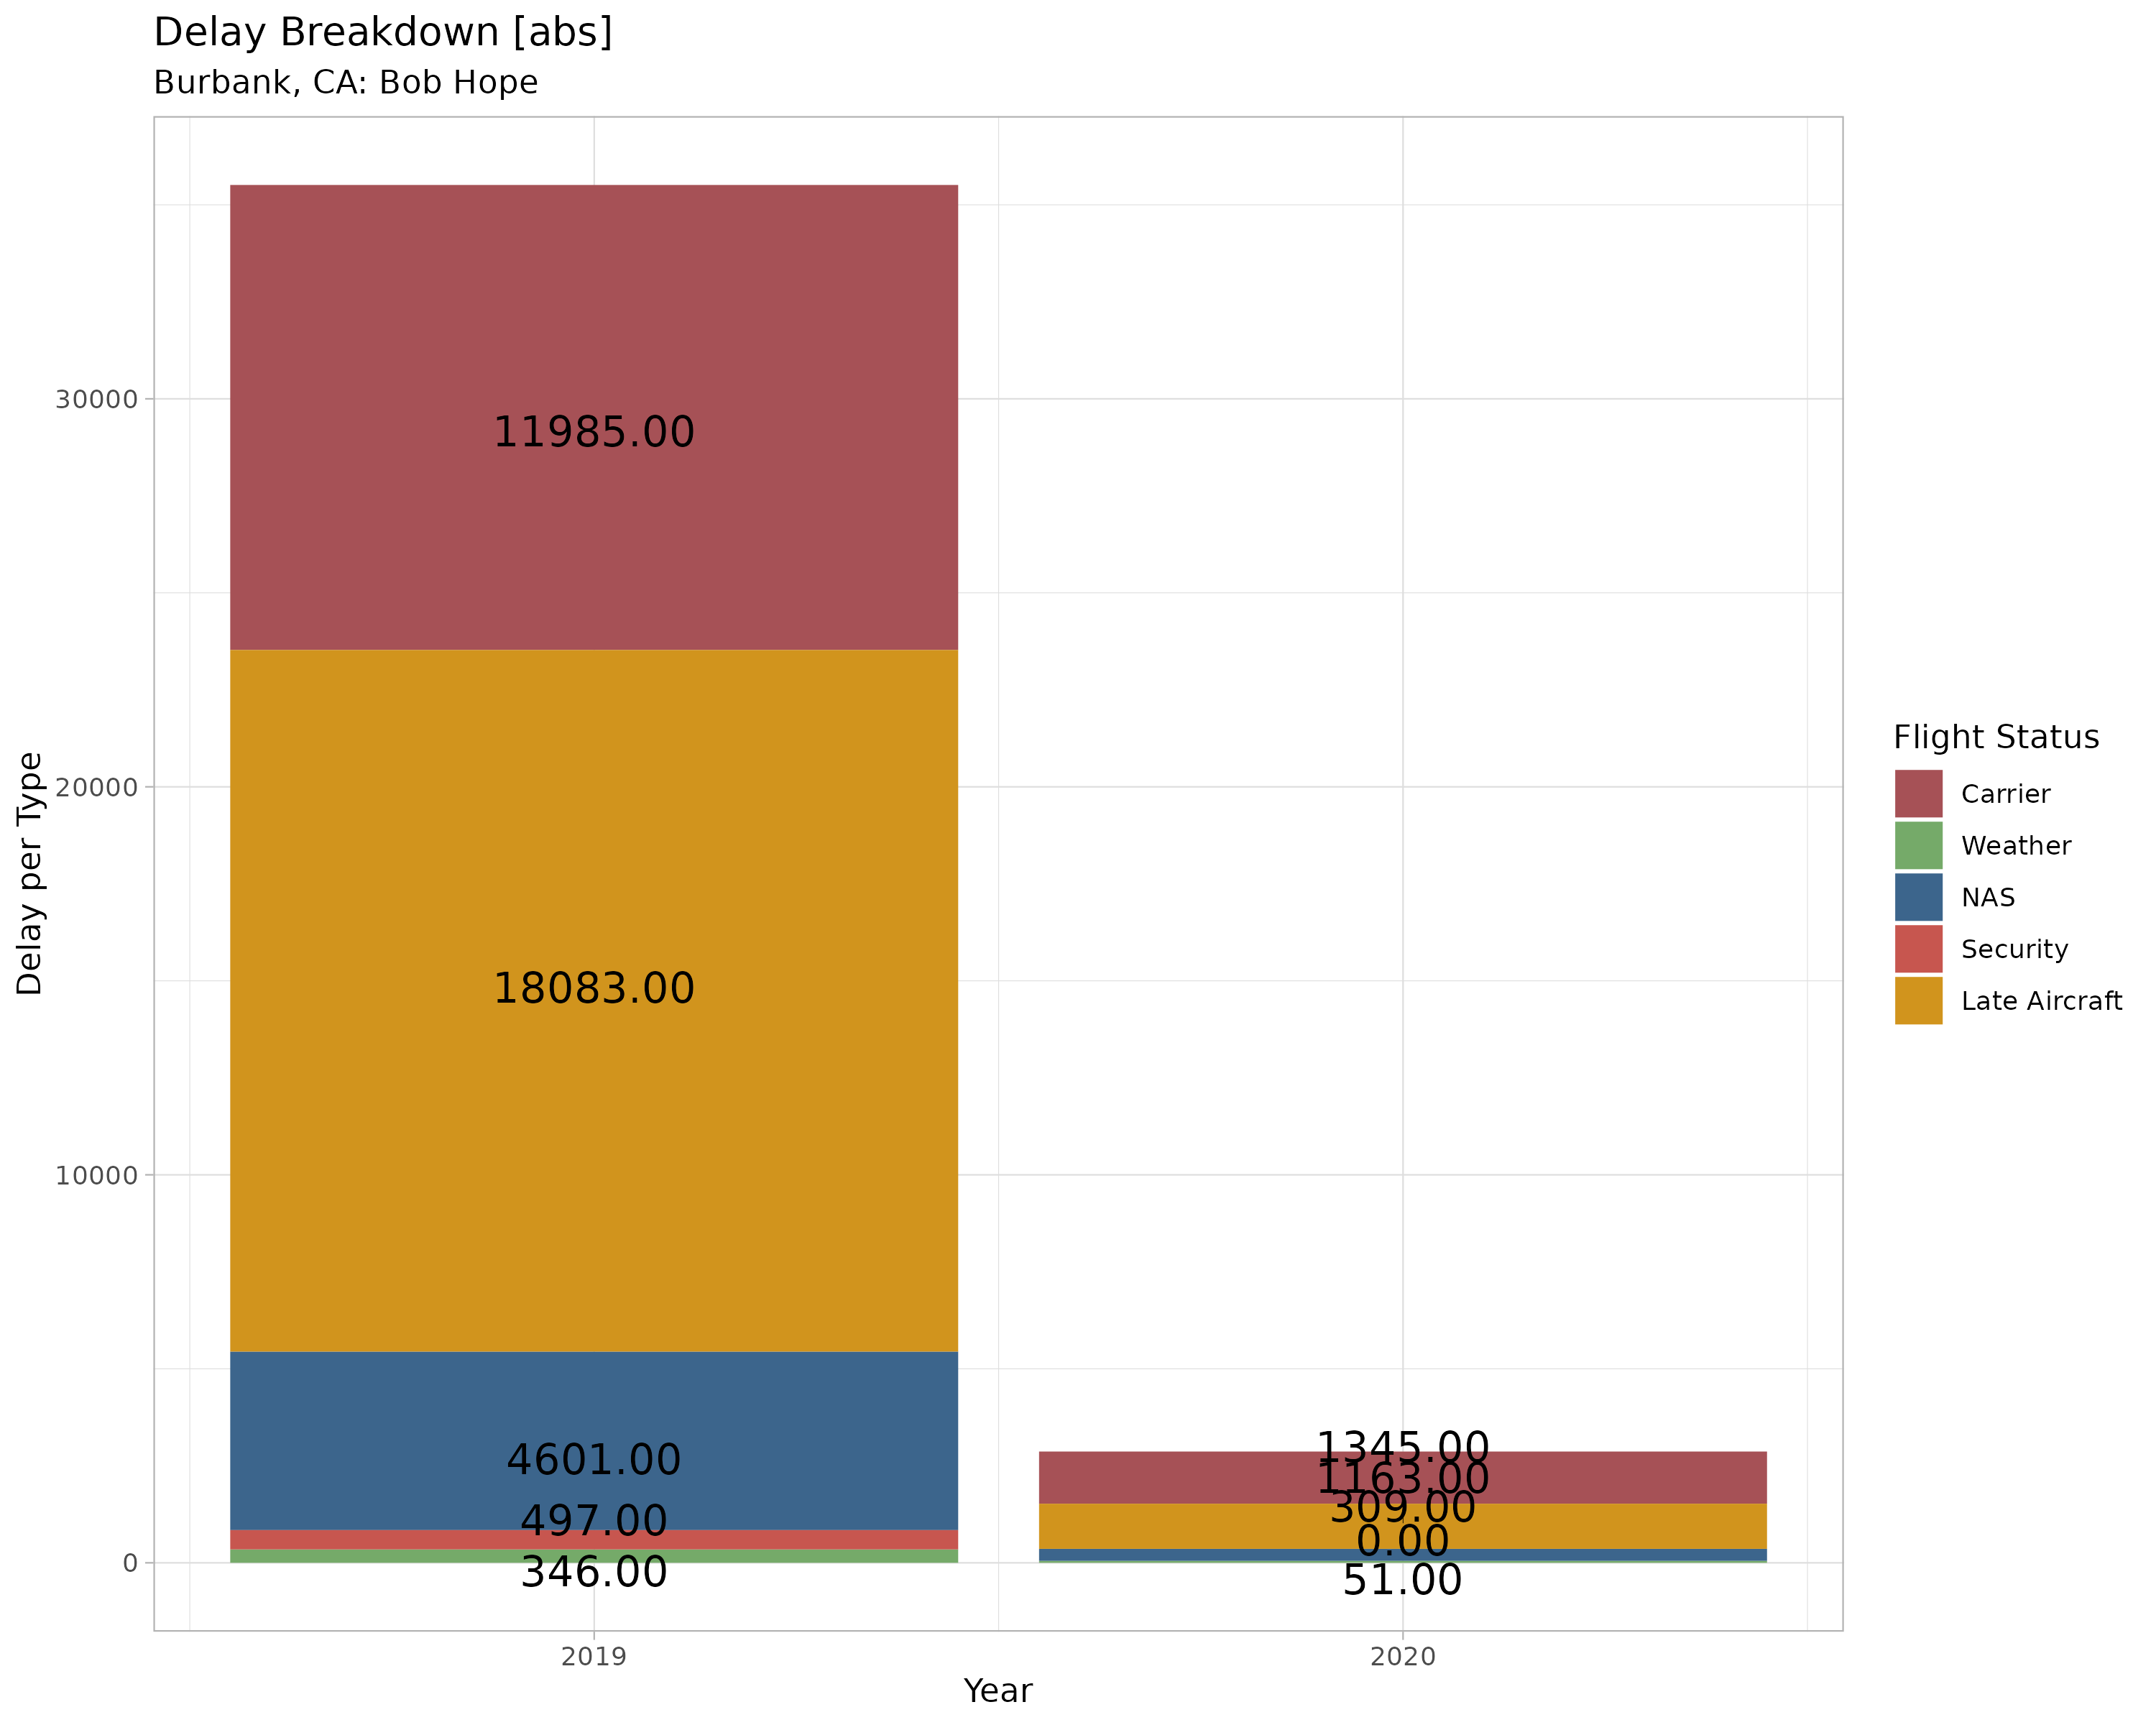 Delay Breakdown [abs]
Burbank, CA: Bob Hope
Delay per Type
30000
20000
10000
0
11985.00
18083.00
4601.00
497.00
346.00
1345.00
1163.00
309.00
0.00
51.00
2019
2020
Year
Flight Status
Carrier
Weather
NAS
Security
Late Aircraft